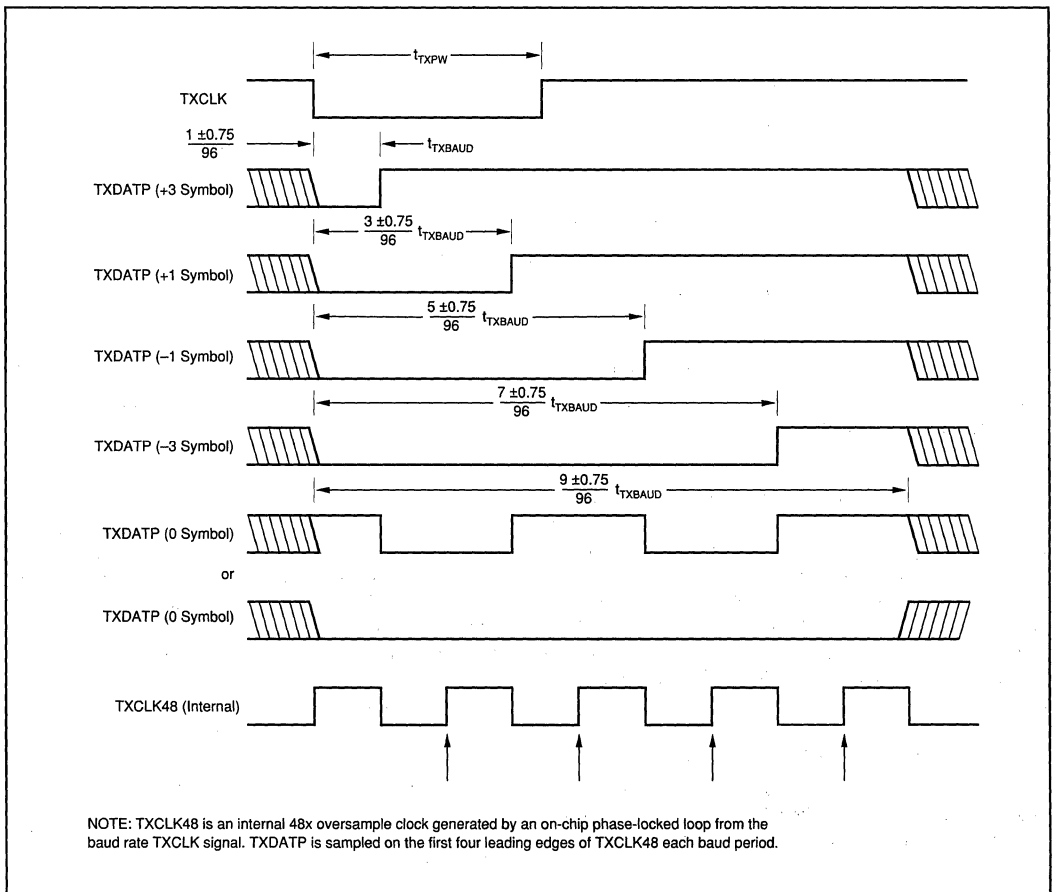 tTXPW
TXCLK
1 ±0.75
96
tTXBAUD
TXDATP (+3 Symbol)
3 ±0.75
96
tTXBAUD
TXDATP (+1 Symbol)
5 ±0.75
96
tTXBAUD
TXDATP (–1 Symbol)
7 ±0.75
96
tTXBAUD
TXDATP (–3 Symbol)
9 ±0.75
96
tTXBAUD
TXDATP (0 Symbol)
or
TXDATP (0 Symbol)
TXCLK48 (Internal)
NOTE: TXCLK48 is an internal 48x oversample clock generated by an on-chip phase-locked loop from the
baud rate TXCLK signal. TXDATP is sampled on the first four leading edges of TXCLK48 each baud period.